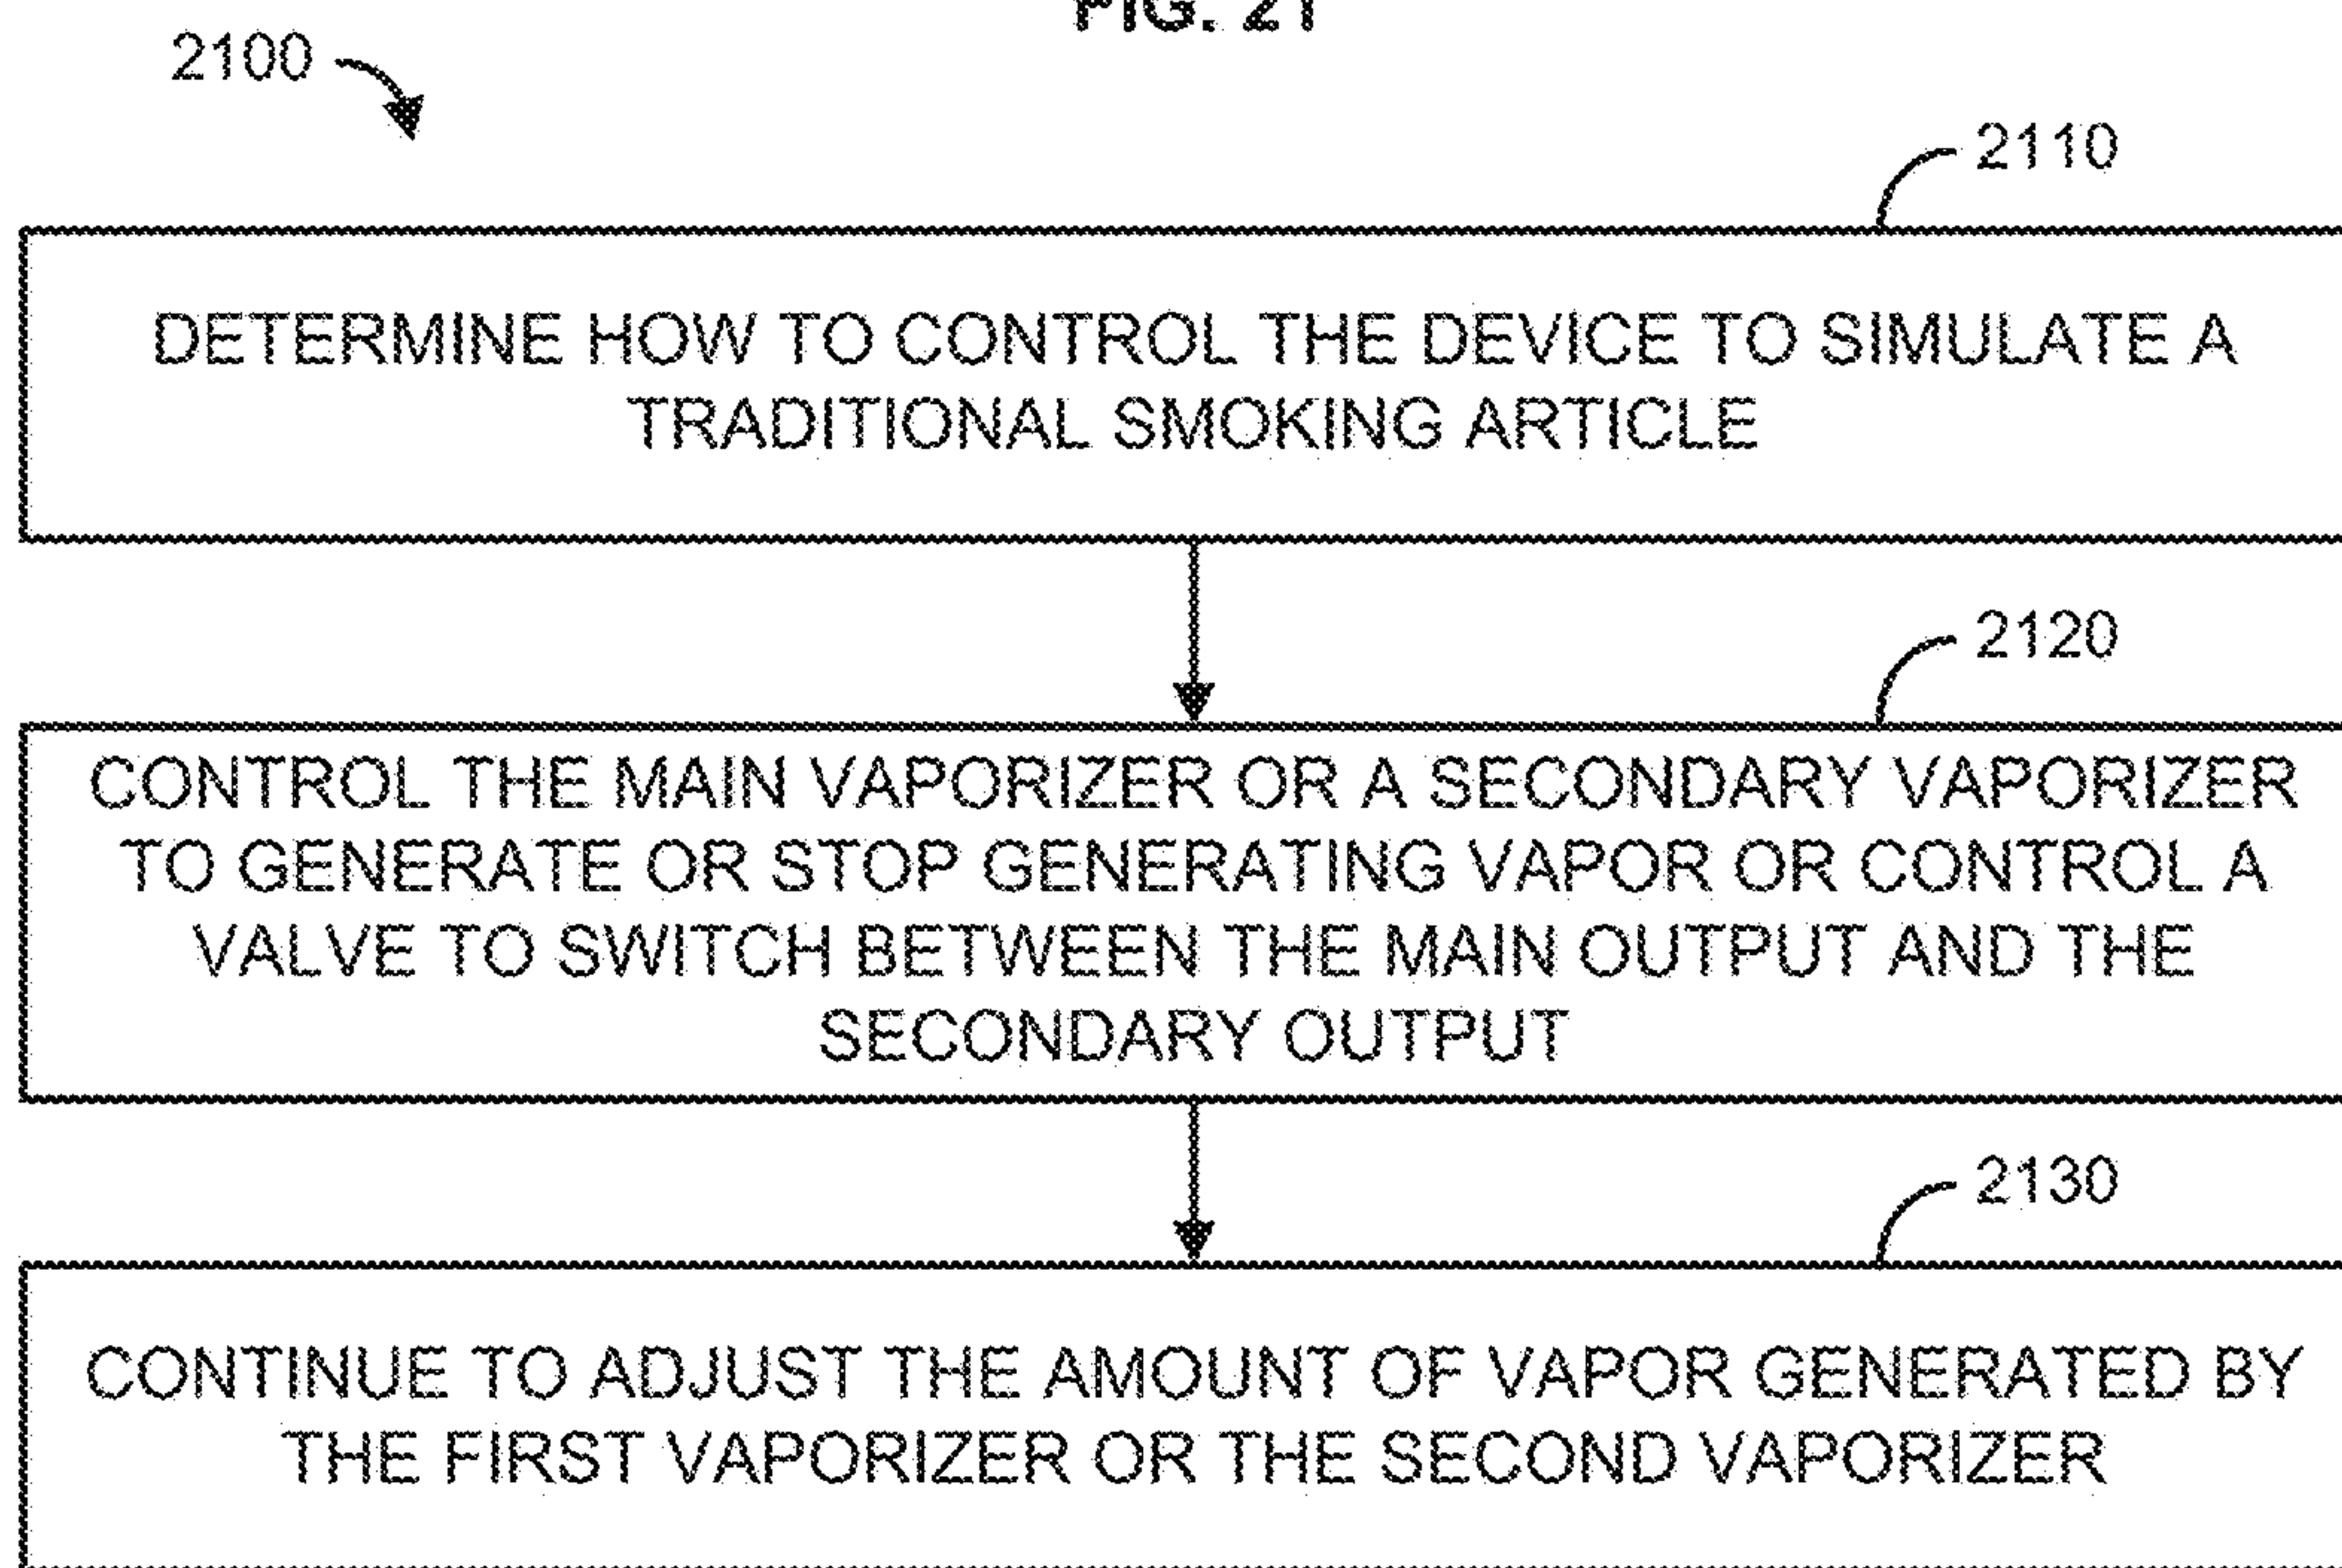 FIG. 21
2100
2110
DETERMINE HOW TO CONTROL THE DEVICE TO SIMULATE A
TRADITIONAL SMOKING ARTICLE
2120
CONTROL THE MAIN VAPORIZER OR A SECONDARY VAPORIZER
TO GENERATE OR STOP GENERATING VAPOR OR CONTROL A
VALVE TO SWITCH BETWEEN THE MAIN OUTPUT AND THE
SECONDARY OUTPUT
2130
CONTINUE TO ADJUST THE AMOUNT OF VAPOR GENERATED BY
THE FIRST VAPORIZER OR THE SECOND VAPORIZER